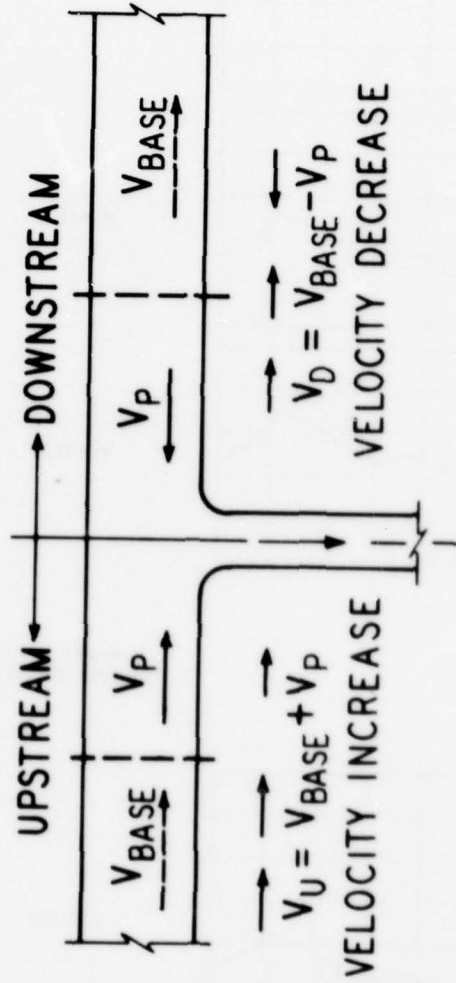 UPSTREAM DOWNSTREAM
V_BASE V_P V_P V_BASE
V_U = V_BASE + V_P V_D = V_BASE - V_P
VELOCITY INCREASE VELOCITY DECREASE